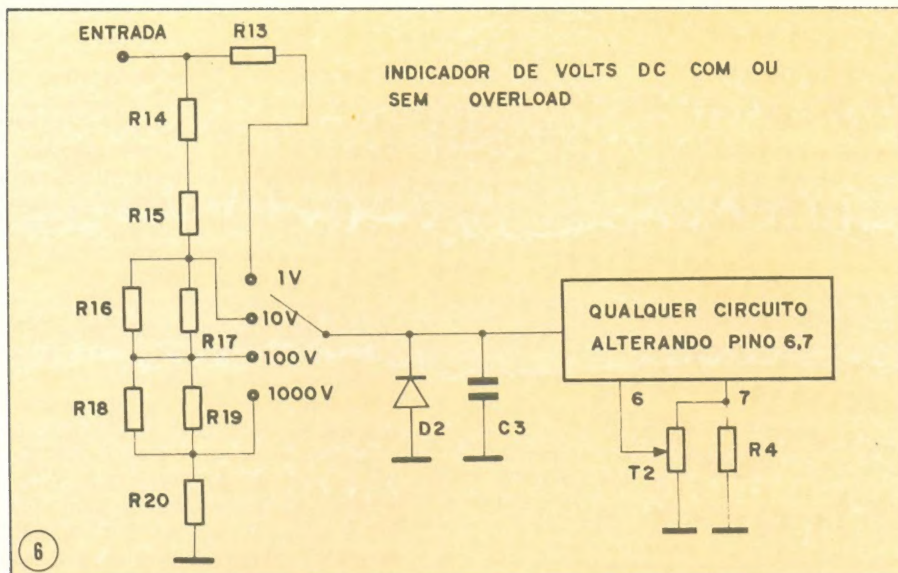 ENTRADA
R13
INDICADOR DE VOLTS DC COM OU
SEM OVERLOAD
R14
R15
1V
R16
10V
R17
QUALQUER CIRCUITO
ALTERANDO PINO 6,7
100V
R18
R19
1000V
6
7
D2
C3
T2
R4
R20
6